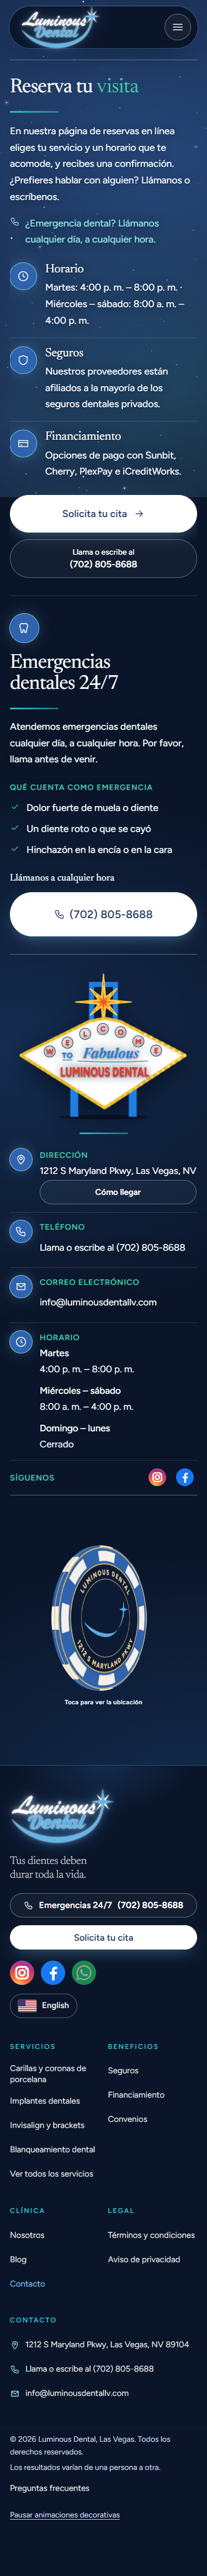 Luminous
Dental
Reserva tu visita
En nuestra página de reservas en línea
eliges tu servicio y un horario que te
acomode, y recibes una confirmación.
¿Prefieres hablar con alguien? Llámanos o
escríbenos.
¿Emergencia dental? Llámanos
cualquier día, a cualquier hora.
Horario
Martes: 4:00 p. m. – 8:00 p. m. ·
Miércoles – sábado: 8:00 a. m. –
4:00 p. m.
Seguros
Nuestros proveedores están
afiliados a la mayoría de los
seguros dentales privados.
Financiamiento
Opciones de pago con Sunbit,
Cherry, PlexPay e iCreditWorks.
Solicita tu cita →
Llama o escribe al
(702) 805-8688
Emergencias
dentales 24/7
Atendemos emergencias dentales
cualquier día, a cualquier hora. Por favor,
llama antes de venir.
QUÉ CUENTA COMO EMERGENCIA
Dolor fuerte de muela o diente
Un diente roto o que se cayó
Hinchazón en la encía o en la cara
Llámanos a cualquier hora
(702) 805-8688
WELCOME
TO Fabulous
LUMINOUS DENTAL
DIRECCIÓN
1212 S Maryland Pkwy, Las Vegas, NV
Cómo llegar
TELÉFONO
Llama o escribe al (702) 805-8688
CORREO ELECTRÓNICO
info@luminousdentallv.com
HORARIO
Martes
4:00 p. m. – 8:00 p. m.
Miércoles – sábado
8:00 a. m. – 4:00 p. m.
Domingo – lunes
Cerrado
SÍGUENOS
LUMINOUS DENTAL
1212 S MARYLAND PKWY.
Toca para ver la ubicación
Luminous
Dental
Tus dientes deben
durar toda la vida.
Emergencias 24/7 (702) 805-8688
Solicita tu cita
English
SERVICIOS
Carillas y coronas de
porcelana
Implantes dentales
Invisalign y brackets
Blanqueamiento dental
Ver todos los servicios
BENEFICIOS
Seguros
Financiamiento
Convenios
CLÍNICA
Nosotros
Blog
Contacto
LEGAL
Términos y condiciones
Aviso de privacidad
CONTACTO
1212 S Maryland Pkwy, Las Vegas, NV 89104
Llama o escribe al (702) 805-8688
info@luminousdentallv.com
© 2026 Luminous Dental, Las Vegas. Todos los
derechos reservados.
Los resultados varían de una persona a otra.
Preguntas frecuentes
Pausar animaciones decorativas